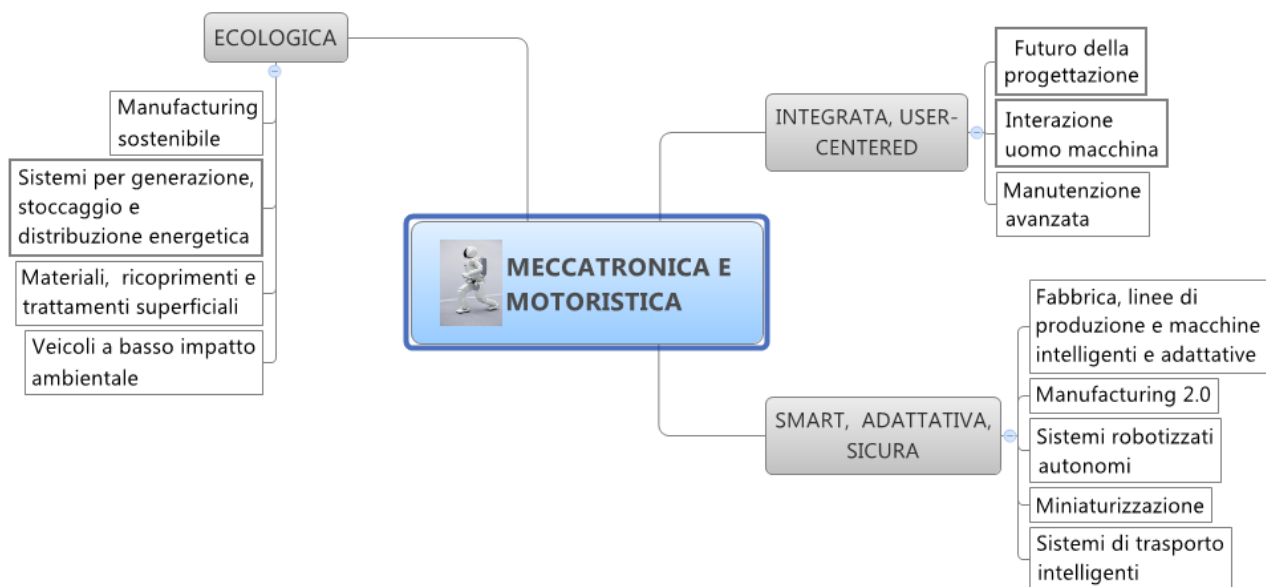 ECOLOGICA
Manufacturing
sostenibile
Sistemi per generazione,
stoccaggio e
distribuzione energetica
Materiali,  ricoprimenti e
trattamenti superficiali
Veicoli a basso impatto
ambientale
MECCATRONICA E
MOTORISTICA
INTEGRATA, USER-
CENTERED
Futuro della
progettazione
Interazione
uomo macchina
Manutenzione
avanzata
SMART,  ADATTATIVA,
SICURA
Fabbrica, linee di
produzione e macchine
intelligenti e adattative
Manufacturing 2.0
Sistemi robotizzati
autonomi
Miniaturizzazione
Sistemi di trasporto
intelligenti